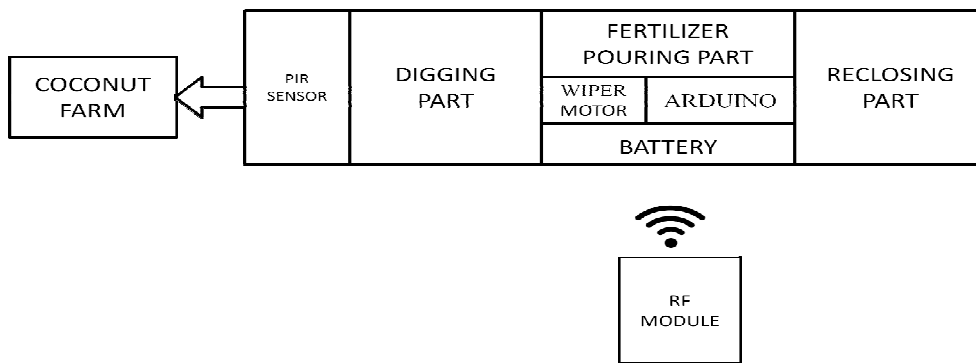 COCONUT
FARM
PIR
SENSOR
DIGGING
PART
FERTILIZER
POURING PART
WIPER
MOTOR
ARDUINO
BATTERY
RECLOSING
PART
RF
MODULE